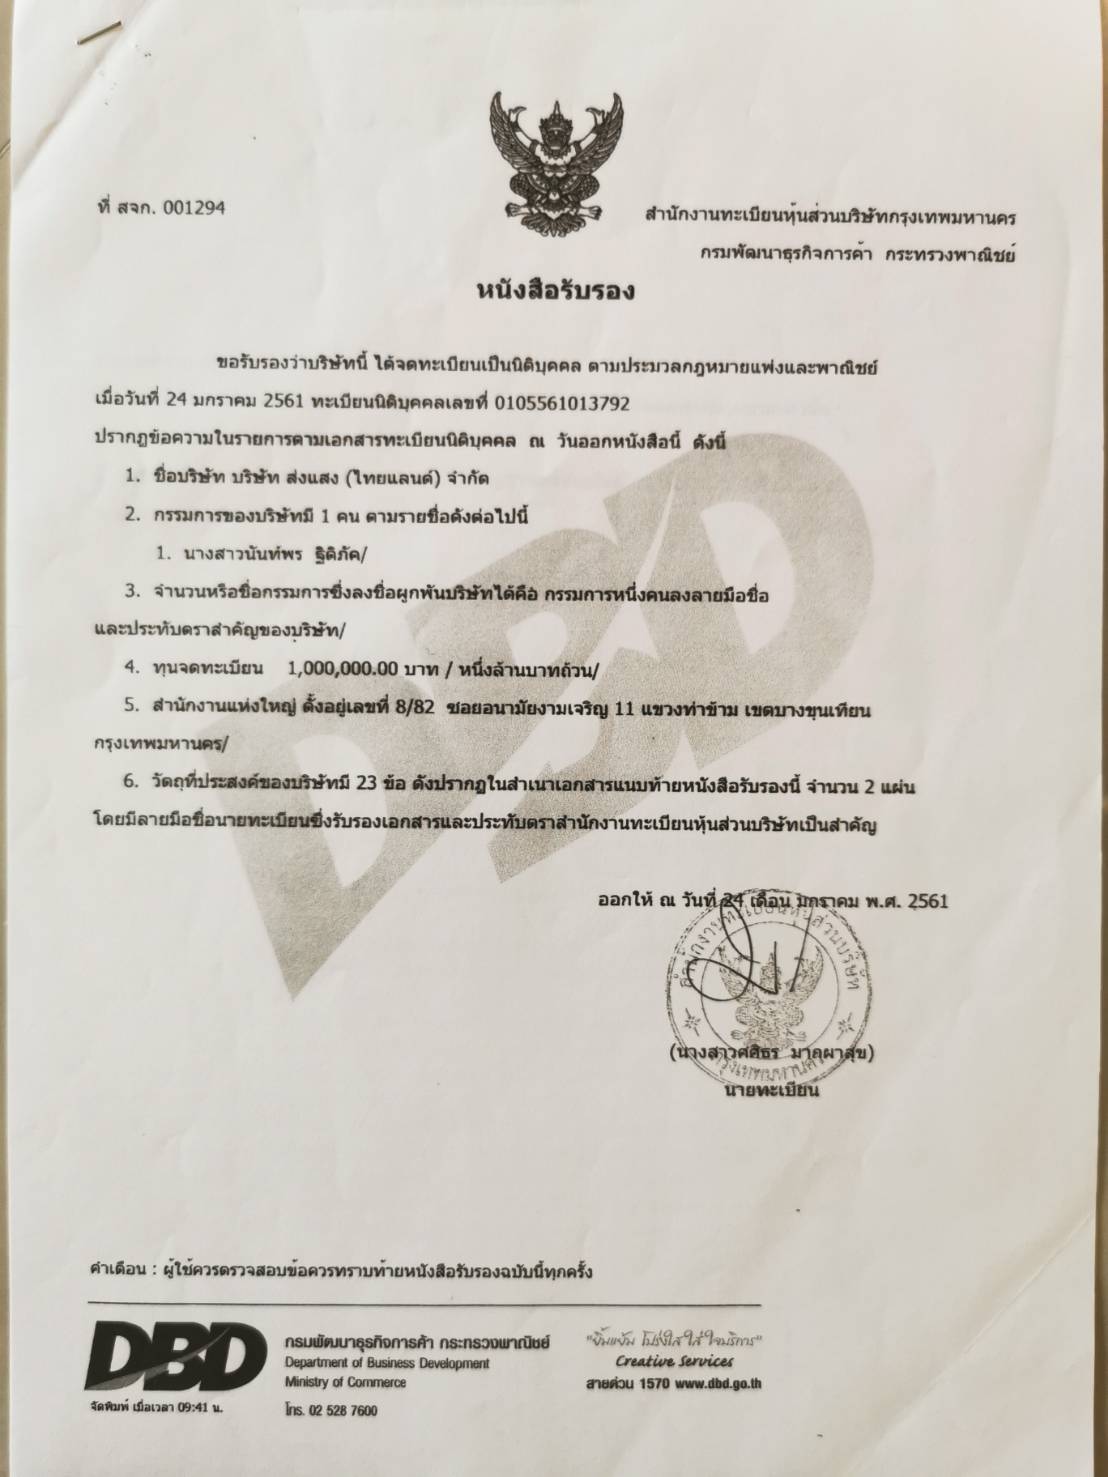 ที่ สจก. 001294
สำนักงานทะเบียนหุ้นส่วนบริษัทกรุงเทพมหานคร
กรมพัฒนาธุรกิจการค้า กระทรวงพาณิชย์
หนังสือรับรอง
ขอรับรองว่าบริษัทนี้ ได้จดทะเบียนเป็นนิติบุคคล ตามประมวลกฎหมายแพ่งและพาณิชย์
เมื่อวันที่ 24 มกราคม 2561 ทะเบียนนิติบุคคลเลขที่ 0105561013792
ปรากฏข้อความในรายการตามเอกสารทะเบียนนิติบุคคล ณ วันออกหนังสือนี้ ดังนี้
1. ชื่อบริษัท บริษัท ส่งแสง (ไทยแลนด์) จำกัด
2. กรรมการของบริษัทมี 1 คน ตามรายชื่อดังต่อไปนี้
1. นางสาวนันท์พร ฐิติภัค/
3. จำนวนหรือชื่อกรรมการซึ่งลงชื่อผูกพันบริษัทได้คือ กรรมการหนึ่งคนลงลายมือชื่อ
และประทับตราสำคัญของบริษัท/
4. ทุนจดทะเบียน 1,000,000.00 บาท / หนึ่งล้านบาทถ้วน/
5. สำนักงานแห่งใหญ่ ตั้งอยู่เลขที่ 8/82 ซอยอนามัยงามเจริญ 11 แขวงท่าข้าม เขตบางขุนเทียน
กรุงเทพมหานคร/
6. วัตถุที่ประสงค์ของบริษัทมี 23 ข้อ ดังปรากฏในสำเนาเอกสารแนบท้ายหนังสือรับรองนี้ จำนวน 2 แผ่น
โดยมีลายมือชื่อนายทะเบียนซึ่งรับรองเอกสารและประทับตราสำนักงานทะเบียนหุ้นส่วนบริษัทเป็นสำคัญ
DBD
ออกให้ ณ วันที่ 24 เดือน มกราคม พ.ศ. 2561
สำนักงานทะเบียนหุ้นส่วนบริษัท
กรุงเทพมหานคร
(นางสาวศศิธร มาถผาสุข)
นายทะเบียน
คำเตือน : ผู้ใช้ควรตรวจสอบข้อควรทราบท้ายหนังสือรับรองฉบับนี้ทุกครั้ง
DBD
กรมพัฒนาธุรกิจการค้า กระทรวงพาณิชย์
Department of Business Development
Ministry of Commerce
โทร. 02 528 7600
"ยิ้มแย้ม โปร่งใส ใส่ใจบริการ"
Creative Services
สายด่วน 1570 www.dbd.go.th
จัดพิมพ์ เมื่อเวลา 09:41 น.